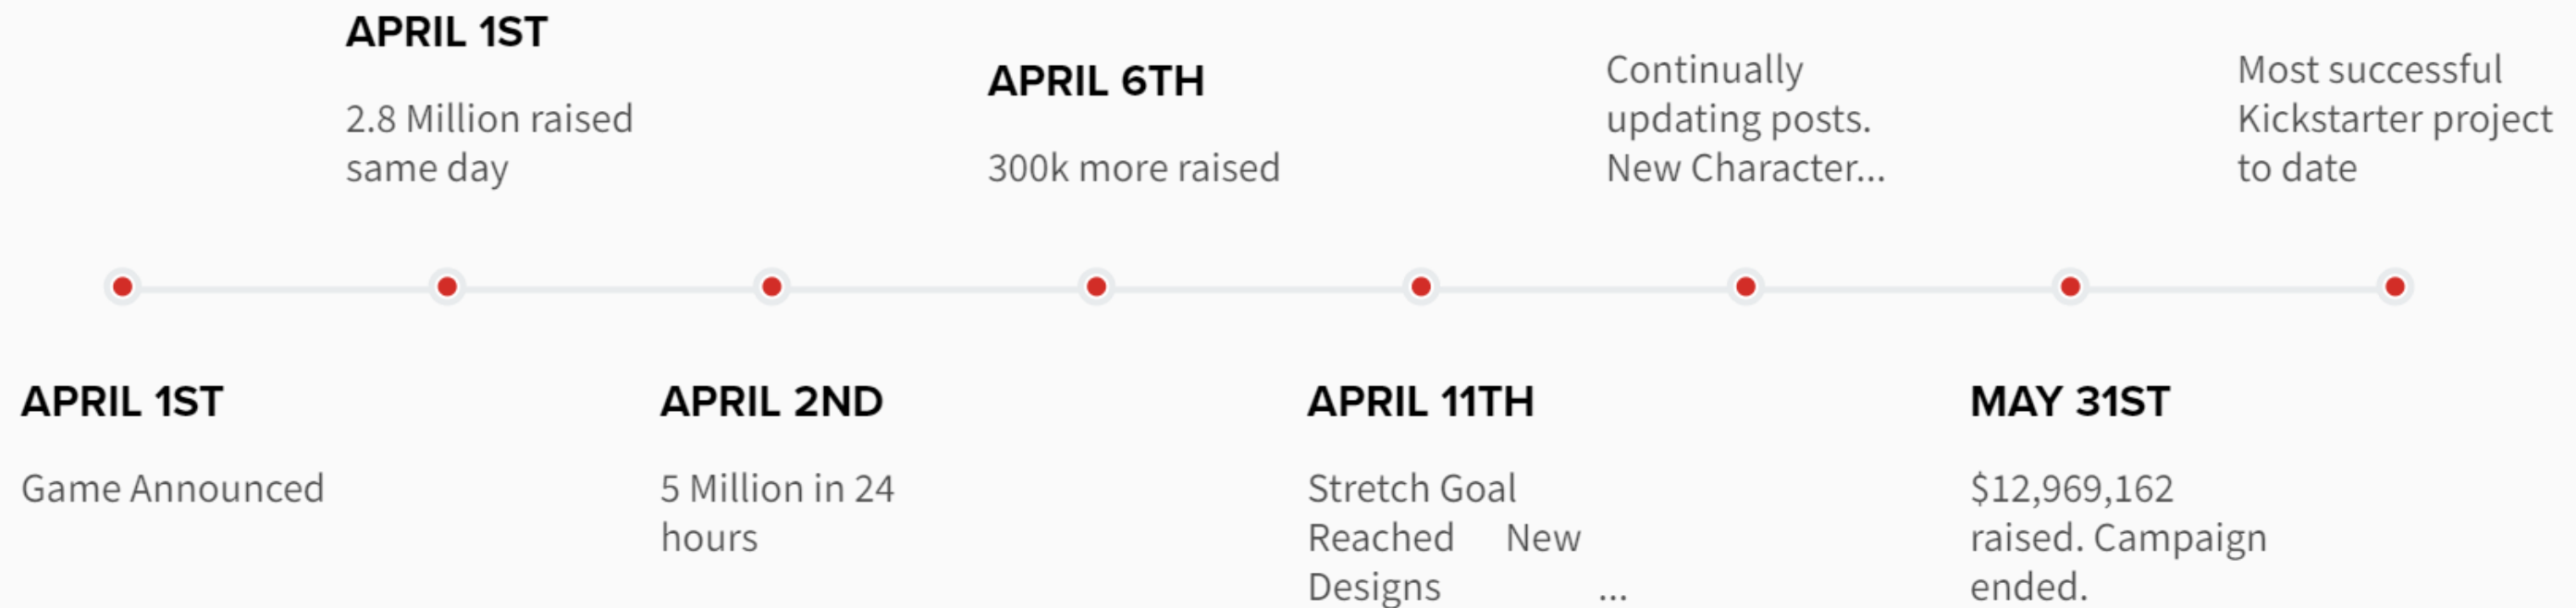 APRIL 1ST
Game Announced
APRIL 1ST
2.8 Million raised
same day
APRIL 2ND
5 Million in 24
hours
APRIL 6TH
300k more raised
APRIL 11TH
Stretch Goal
Reached New
Designs ...
Continually
updating posts.
New Character...
MAY 31ST
$12,969,162
raised. Campaign
ended.
Most successful
Kickstarter project
to date